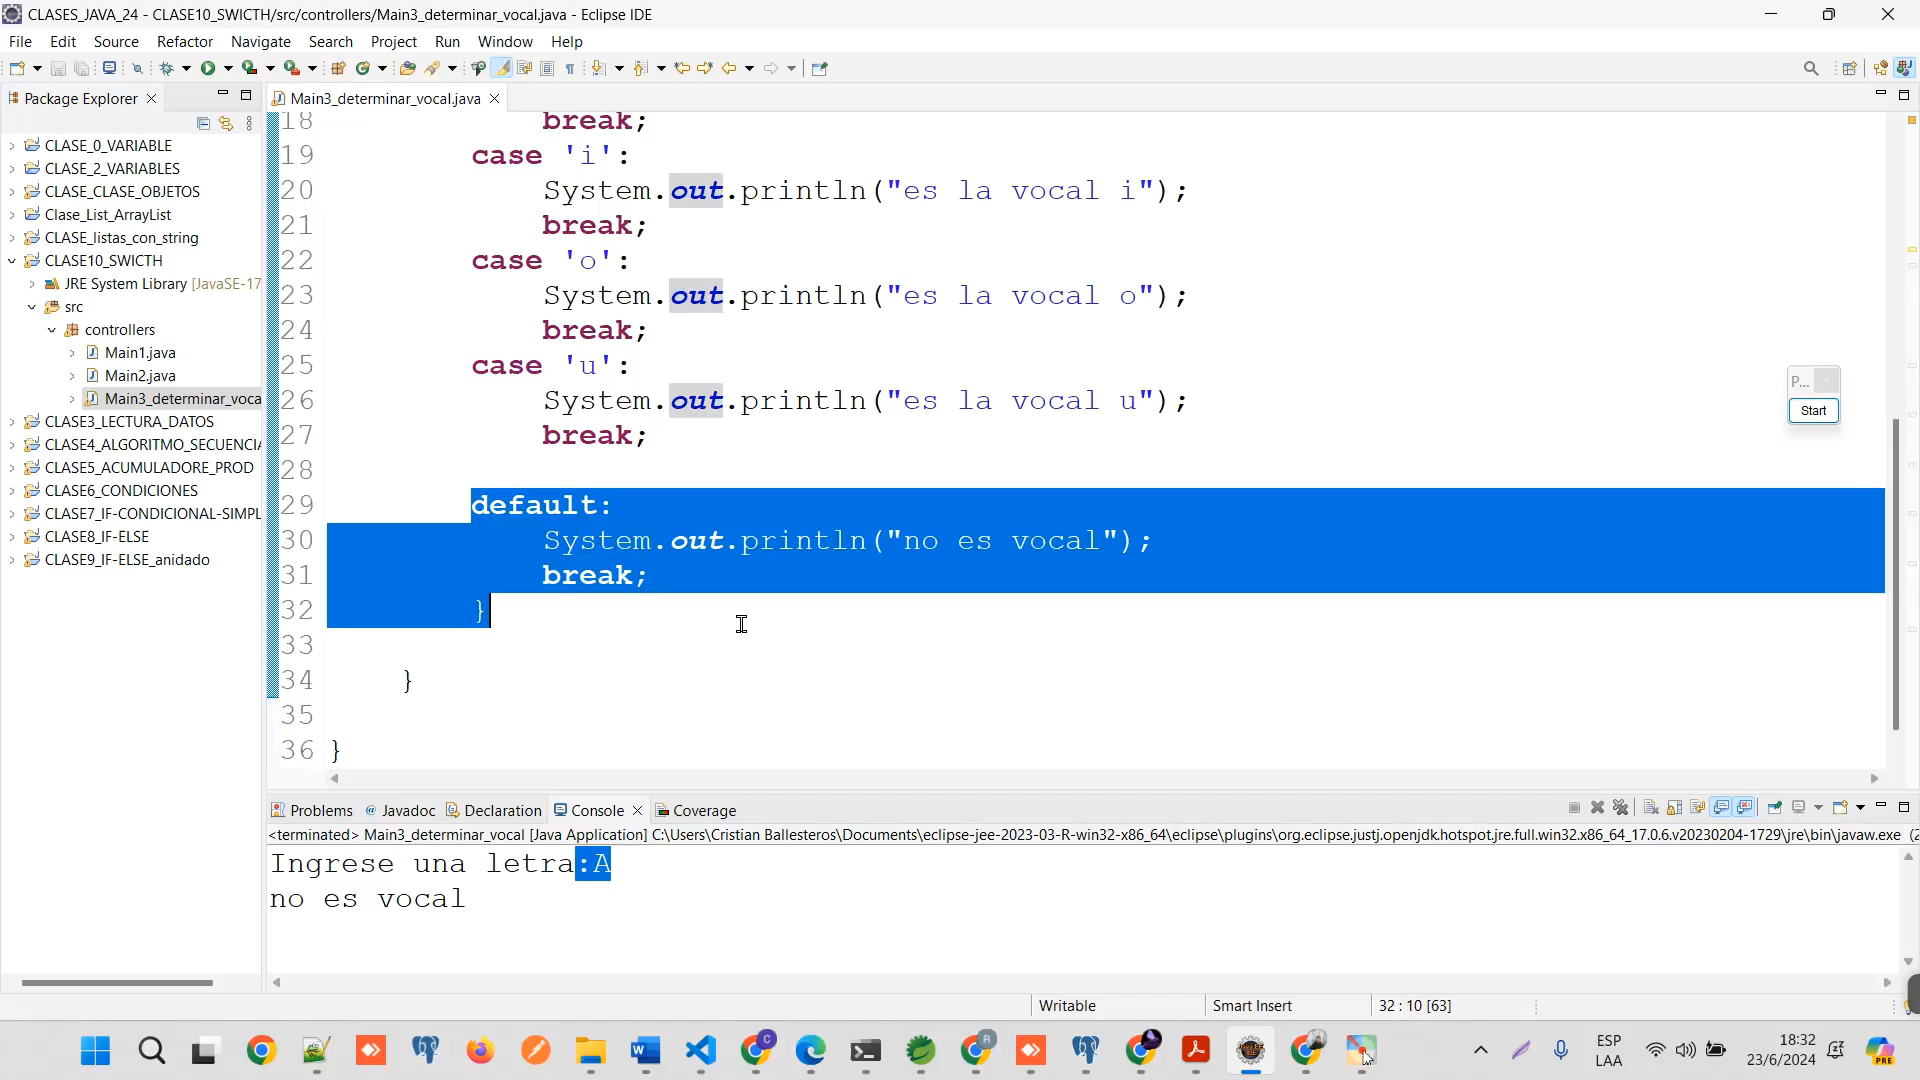 CLASES_JAVA_24 - CLASE10_SWICTH/src/controllers/Main3_determinar_vocal.java - Eclipse IDE
File Edit Source Refactor Navigate Search Project Run Window Help
Package Explorer
Main3_determinar_vocal.java
CLASE_0_VARIABLE
CLASE_2_VARIABLES
CLASE_CLASE_OBJETOS
Clase_List_ArrayList
CLASE_listas_con_string
CLASE10_SWICTH
JRE System Library [JavaSE-17
src
controllers
Main1.java
Main2.java
Main3_determinar_voca
CLASE3_LECTURA_DATOS
CLASE4_ALGORITMO_SECUENCIA
CLASE5_ACUMULADORE_PROD
CLASE6_CONDICIONES
CLASE7_IF-CONDICIONAL-SIMPL
CLASE8_IF-ELSE
CLASE9_IF-ELSE_anidado
18 break;
19 case 'i':
20 System.out.println("es la vocal i");
21 break;
22 case 'o':
23 System.out.println("es la vocal o");
24 break;
25 case 'u':
26 System.out.println("es la vocal u");
27 break;
28
29 default:
30 System.out.println("no es vocal");
31 break;
32 }
33
34 }
35
36 }
P...
Start
Problems Javadoc Declaration Console Coverage
<terminated> Main3_determinar_vocal [Java Application] C:\Users\Cristian Ballesteros\Documents\eclipse-jee-2023-03-R-win32-x86_64\eclipse\plugins\org.eclipse.justj.openjdk.hotspot.jre.full.win32.x86_64_17.0.6.v20230204-1729\jre\bin\javaw.exe (2
Ingrese una letra:A
no es vocal
Writable Smart Insert 32 : 10 [63]
ESP
LAA
18:32
23/6/2024